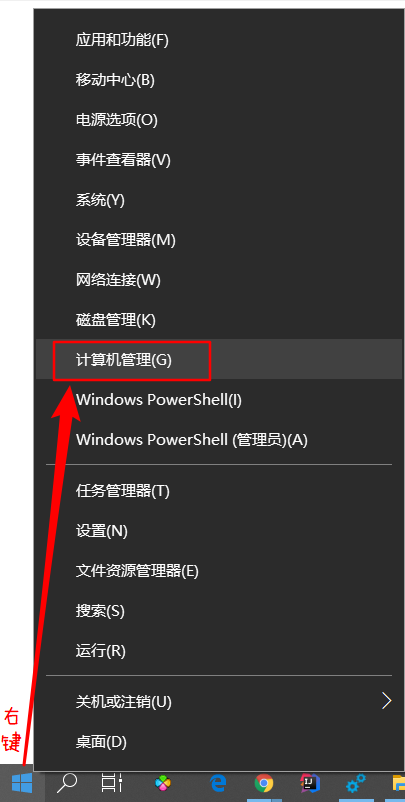 应用和功能(F)
移动中心(B)
电源选项(O)
事件查看器(V)
系统(Y)
设备管理器(M)
网络连接(W)
磁盘管理(K)
计算机管理(G)
Windows PowerShell(I)
Windows PowerShell (管理员)(A)
任务管理器(T)
设置(N)
文件资源管理器(E)
搜索(S)
运行(R)
关机或注销(U)
桌面(D)
右
键
IJ